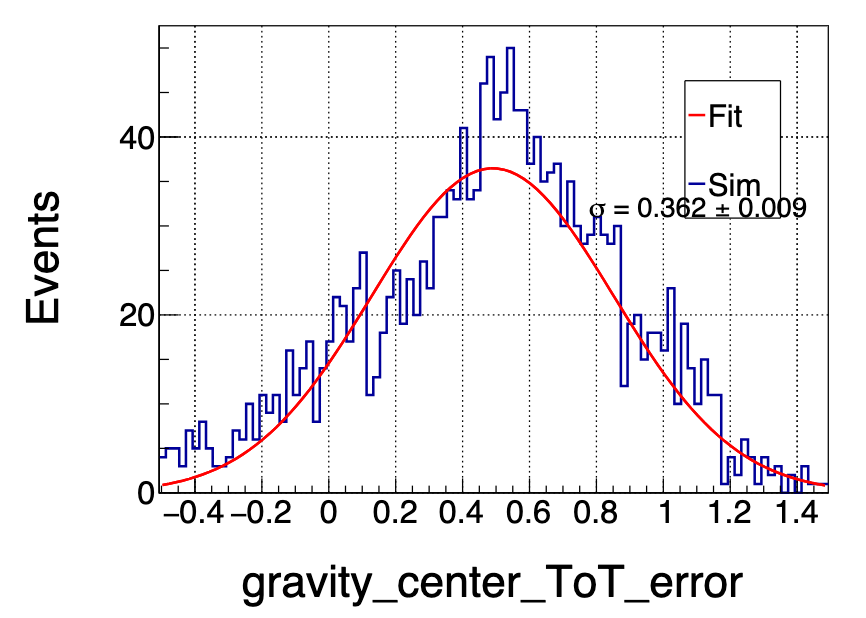 Events
40
20
0
Fit
Sim
σ = 0.362 ± 0.009
−0.4 −0.2 0 0.2 0.4 0.6 0.8 1 1.2 1.4
gravity_center_ToT_error